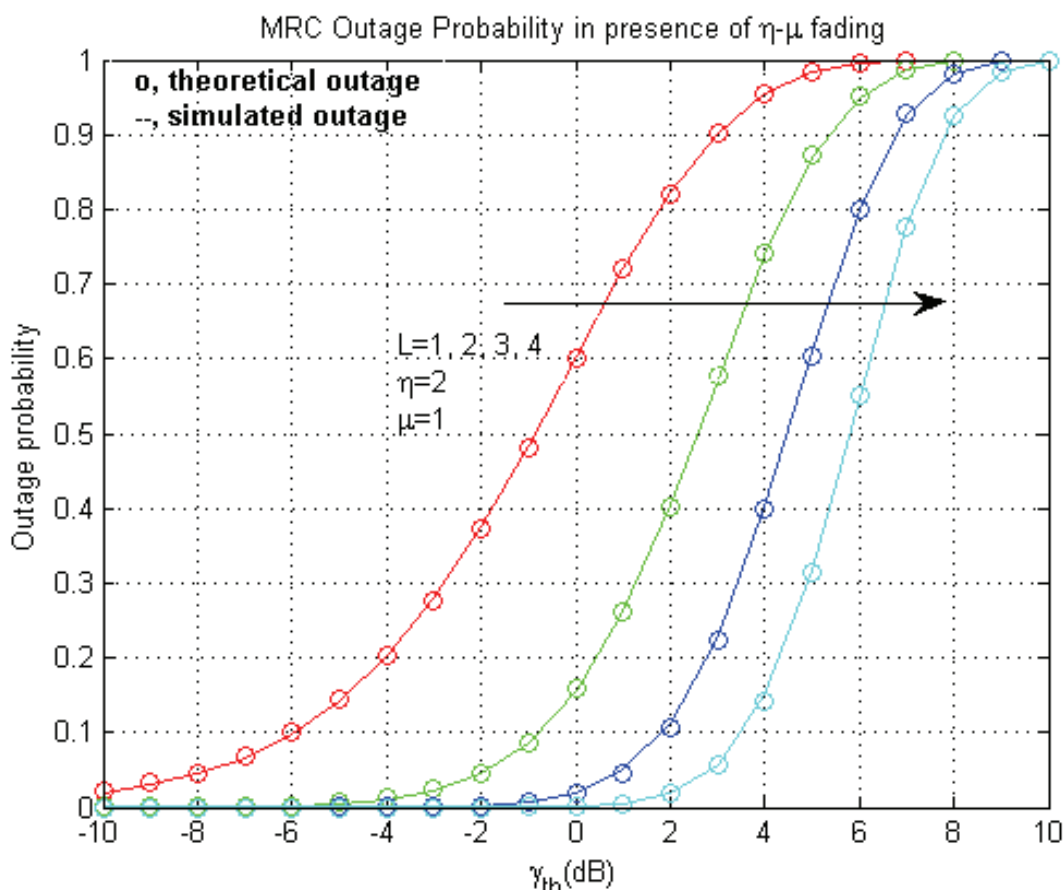 MRC Outage Probability in presence of η-μ fading
o, theoretical outage
--, simulated outage
L=1, 2, 3, 4
η=2
μ=1
Outage probability
1
0.9
0.8
0.7
0.6
0.5
0.4
0.3
0.2
0.1
0
-10 -8 -6 -4 -2 0 2 4 6 8 10
γth(dB)